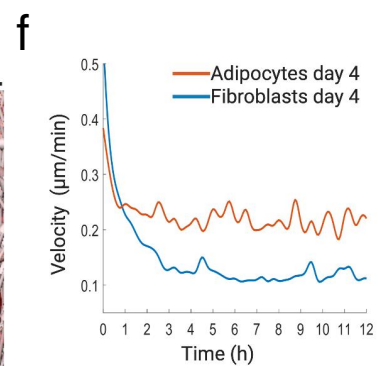 f
0.5
Adipocytes day 4
Fibroblasts day 4
0.4
0.3
0.2
0.1
Velocity (μm/min)
0 1 2 3 4 5 6 7 8 9 10 11 12
Time (h)